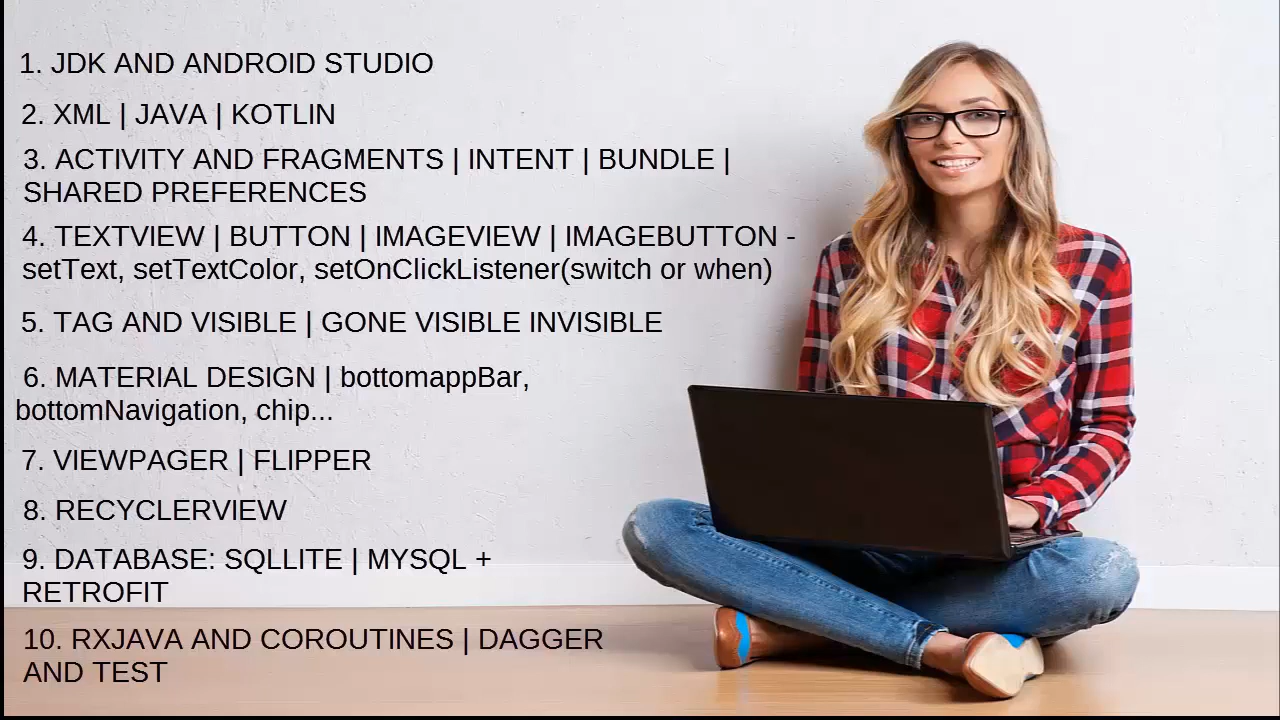 1. JDK AND ANDROID STUDIO
2. XML | JAVA | KOTLIN
3. ACTIVITY AND FRAGMENTS | INTENT | BUNDLE |
SHARED PREFERENCES
4. TEXTVIEW | BUTTON | IMAGEVIEW | IMAGEBUTTON -
setText, setTextColor, setOnClickListener(switch or when)
5. TAG AND VISIBLE | GONE VISIBLE INVISIBLE
6. MATERIAL DESIGN | bottomappBar,
bottomNavigation, chip...
7. VIEWPAGER | FLIPPER
8. RECYCLERVIEW
9. DATABASE: SQLLITE | MYSQL +
RETROFIT
10. RXJAVA AND COROUTINES | DAGGER
AND TEST